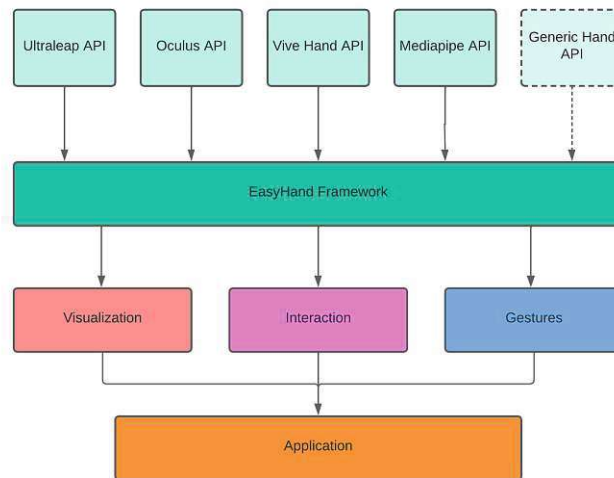 Ultraleap API
Oculus API
Vive Hand API
Mediapipe API
Generic Hand
API
EasyHand Framework
Visualization
Interaction
Gestures
Application